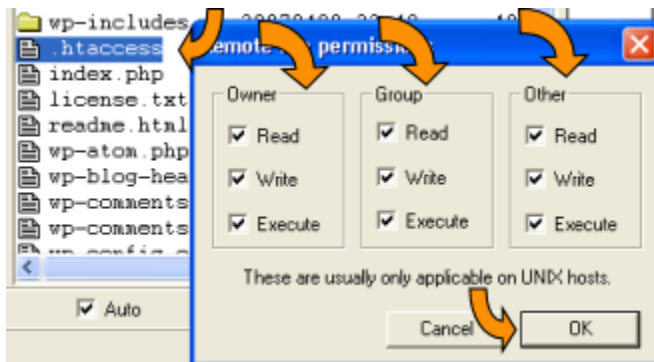 wp-includes
.htaccess
index.php
license.txt
readme.html
wp-atom.php
wp-blog-hea
wp-comments
wp-comments
Auto
permissions
Owner
Read
Write
Execute
Group
Read
Write
Execute
Other
Read
Write
Execute
These are usually only applicable on UNIX hosts.
Cancel
OK